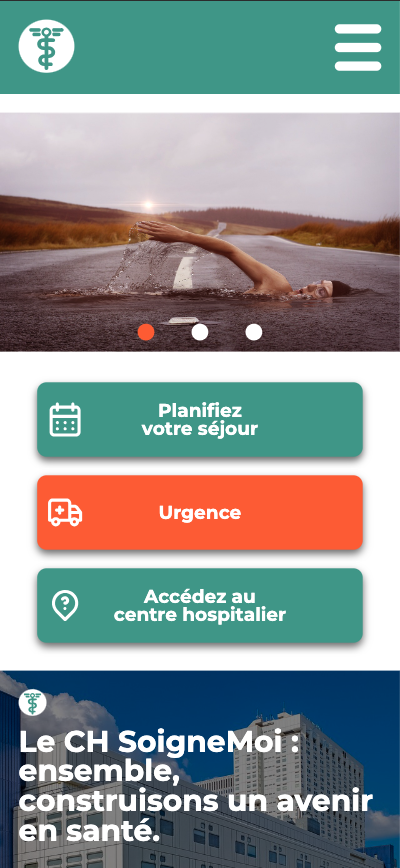 Planifiez
votre séjour
Urgence
Accédez au
centre hospitalier
Le CH SoigneMoi :
ensemble,
construisons un avenir
en santé.